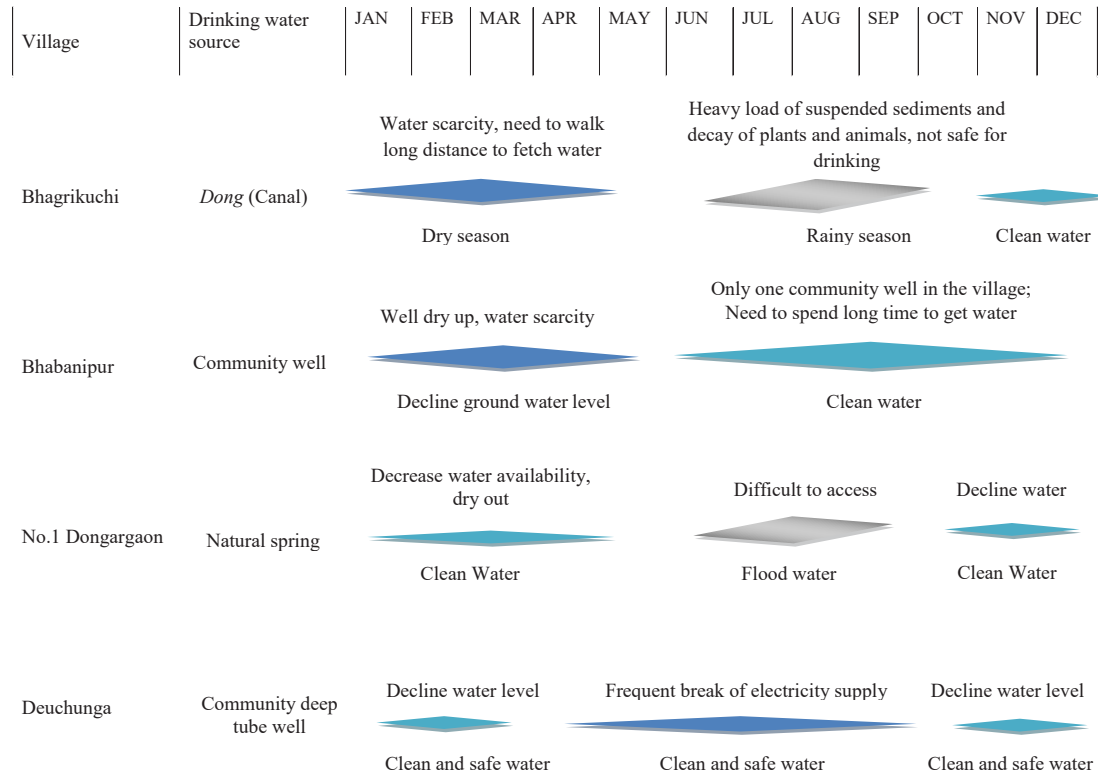 Village
Drinking water
source
JAN
FEB
MAR
APR
MAY
JUN
JUL
AUG
SEP
OCT
NOV
DEC
Bhagrikuchi
Dong (Canal)
Water scarcity, need to walk
long distance to fetch water
Dry season
Heavy load of suspended sediments and
decay of plants and animals, not safe for
drinking
Rainy season
Clean water
Bhabanipur
Community well
Well dry up, water scarcity
Decline ground water level
Only one community well in the village;
Need to spend long time to get water
Clean water
No.1 Dongargaon
Natural spring
Decrease water availability,
dry out
Clean Water
Difficult to access
Flood water
Decline water
Clean Water
Deuchunga
Community deep
tube well
Decline water level
Clean and safe water
Frequent break of electricity supply
Clean and safe water
Decline water level
Clean and safe water